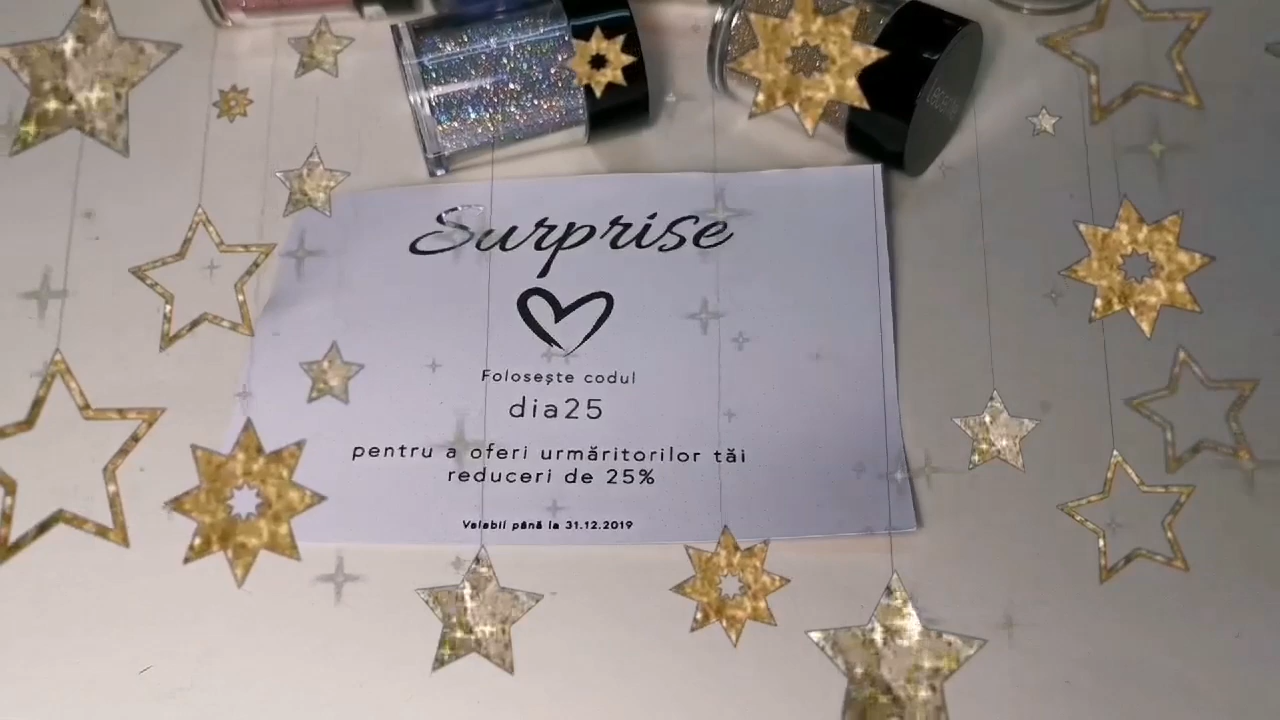 Surprise
Folosește codul
dia25
pentru a oferi urmăritorilor tăi
reduceri de 25%
Valabil până la 31.12.2019